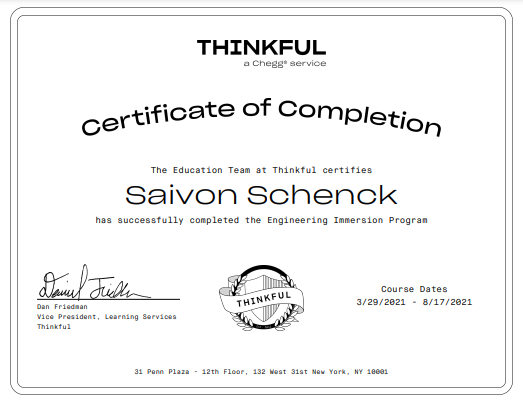 THINKFUL
a Chegg® service
Certificate of Completion
The Education Team at Thinkful certifies
Saivon Schenck
has successfully completed the Engineering Immersion Program
Daniel Friedman
Dan Friedman
Vice President, Learning Services
Thinkful
THINKFUL
Course Dates
3/29/2021 - 8/17/2021
31 Penn Plaza - 12th Floor, 132 West 31st New York, NY 10001